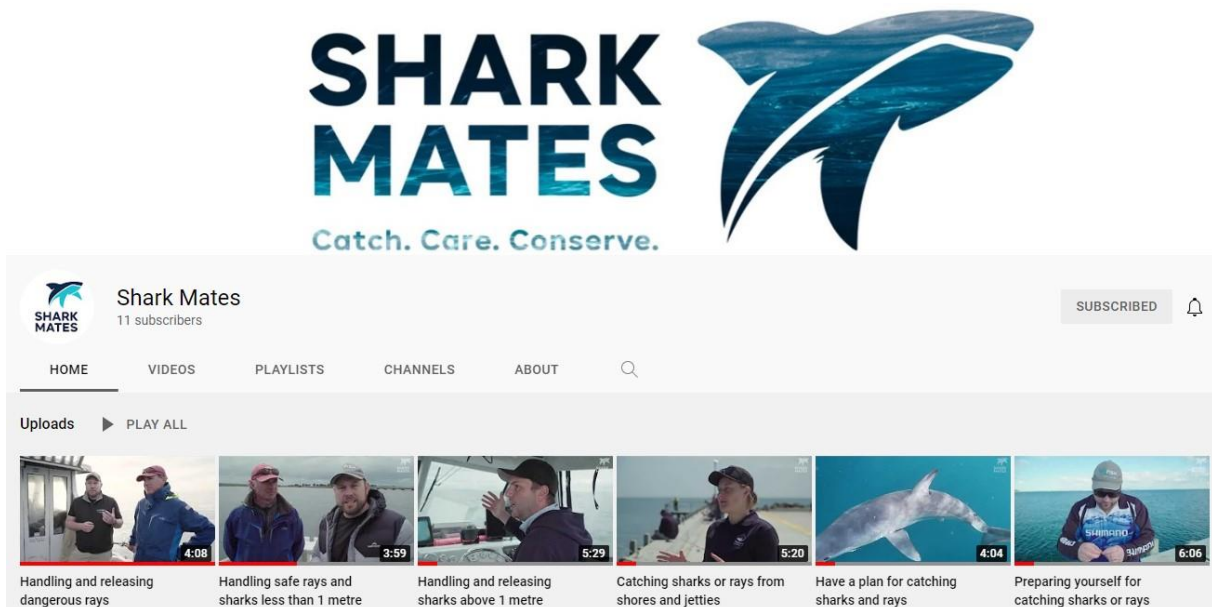 SHARK
MATES
Catch. Care. Conserve.
SHARK
MATES
Shark Mates
11 subscribers
SUBSCRIBED
HOME VIDEOS PLAYLISTS CHANNELS ABOUT
Uploads PLAY ALL
4:08
3:59
5:29
5:20
4:04
SHIMANO
6:06
Handling and releasing
dangerous rays
Handling safe rays and
sharks less than 1 metre
Handling and releasing
sharks above 1 metre
Catching sharks or rays from
shores and jetties
Have a plan for catching
sharks and rays
Preparing yourself for
catching sharks or rays